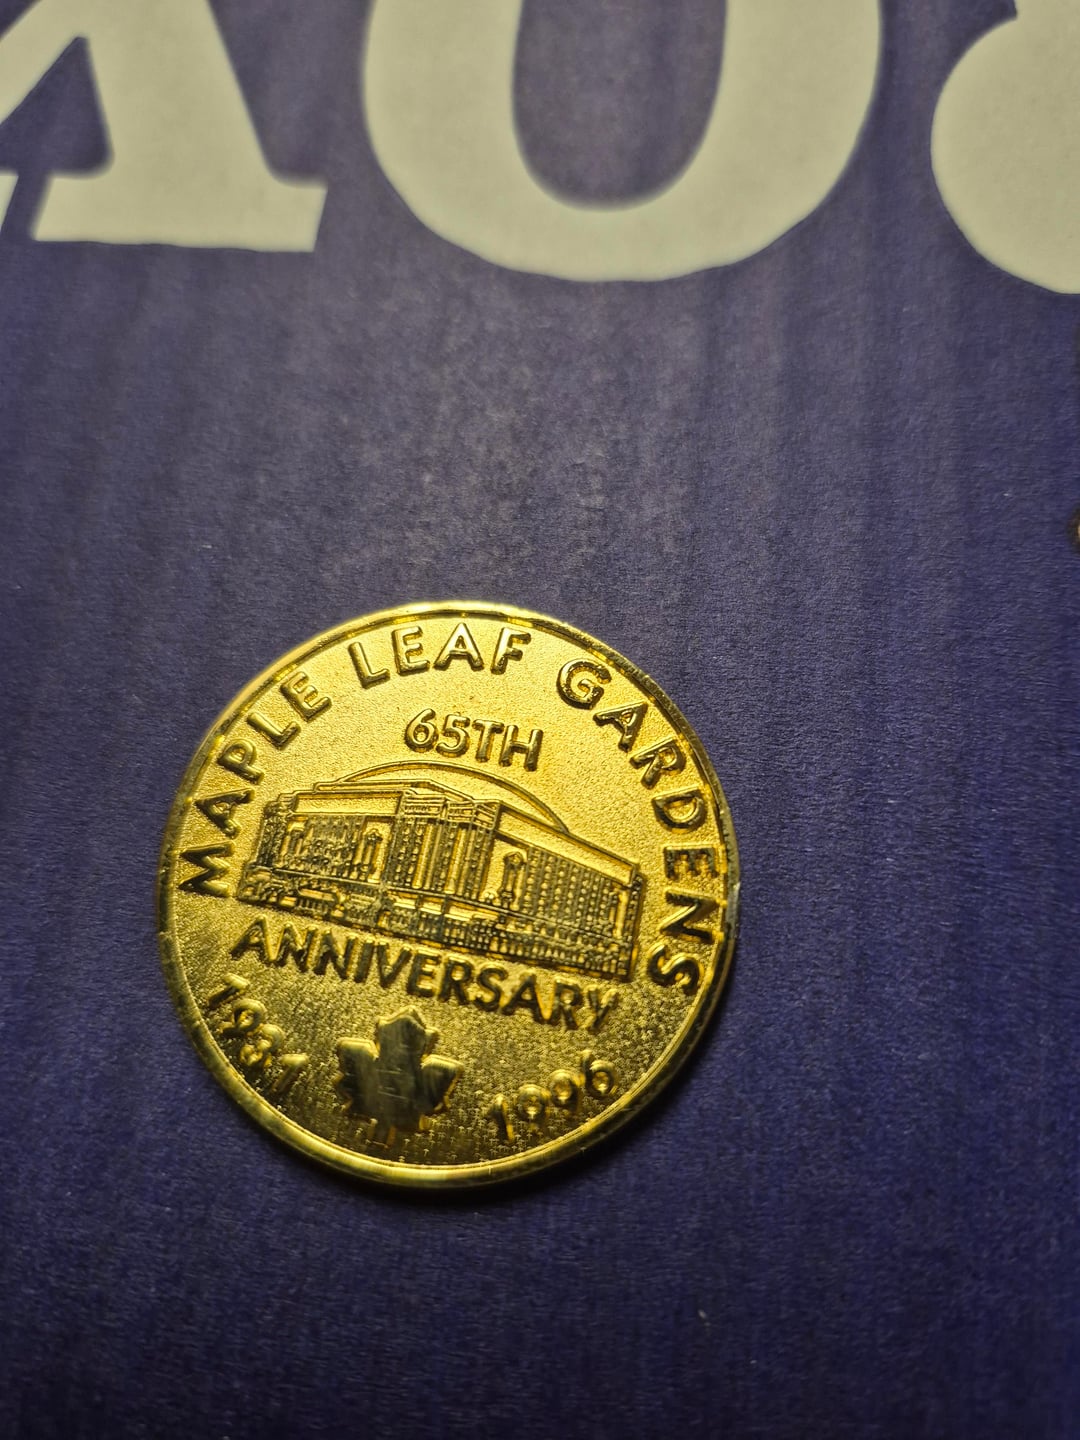 MAPLE LEAF GARDENS
65TH
ANNIVERSARY
1931 1996